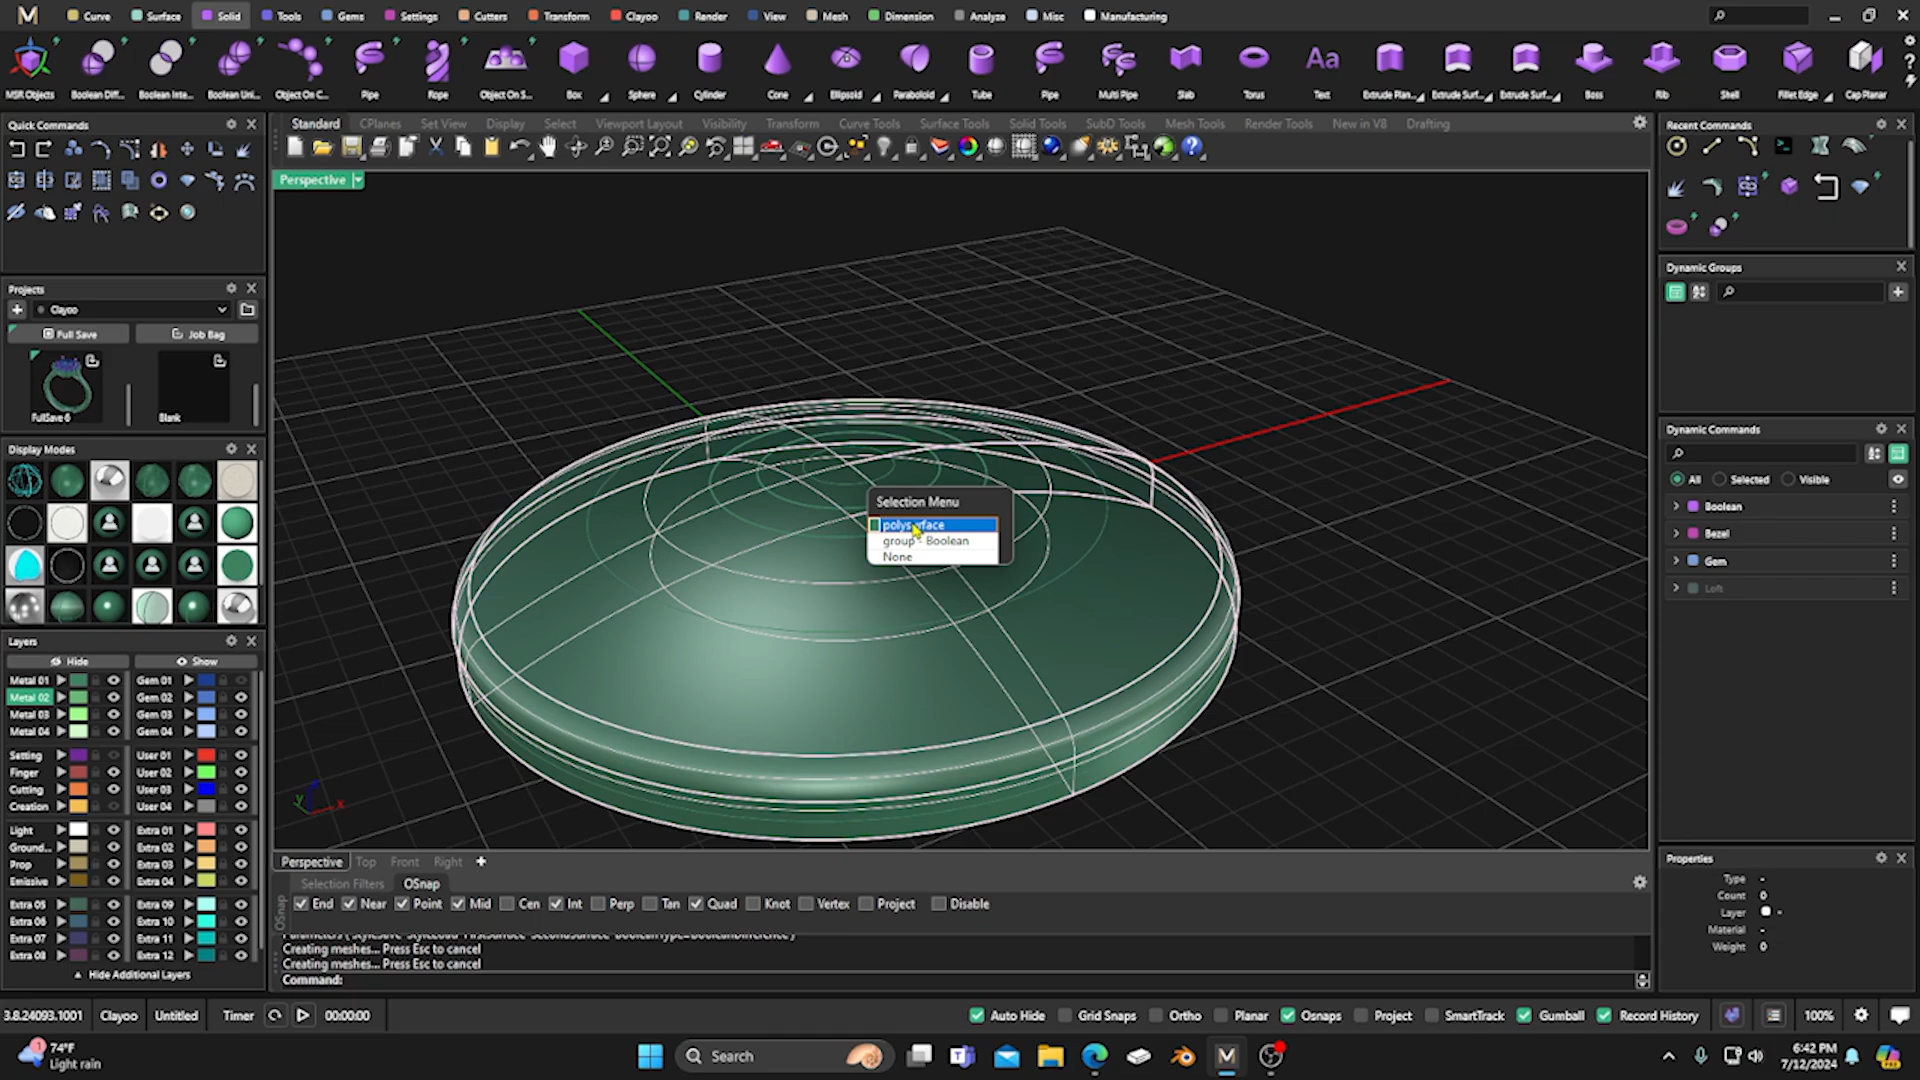 Curve Surface Solid Tools Gems Settings Cutters Transform Clayoo Render View Mesh Dimension Analyze Misc Manufacturing
MSR Objects Boolean Diff... Boolean Inte... Boolean Uni... Object On C... Pipe Rope Object On S... Box Sphere Cylinder Cone Ellipsoid Paraboloid Tube Pipe Multi Pipe Slab Torus Text Extrude Plan... Extrude Surf... Extrude Surf... Boss Rib Shell Fillet Edge Cap Planar
Quick Commands
Standard CPlanes Set View Display Select Viewport Layout Visibility Transform Curve Tools Surface Tools Solid Tools SubD Tools Mesh Tools Render Tools New in V8 Drafting
Recent Commands
Perspective
Dynamic Groups
Projects
Clayoo
Full Save Job Bag
FullSave 6 Blank
Dynamic Commands
All Selected Visible
Boolean
Bezel
Gem
Loft
Display Modes
Selection Menu
polysurface
group - Boolean
None
Layers
Hide Show
Metal 01 Gem 01
Metal 02 Gem 02
Metal 03 Gem 03
Metal 04 Gem 04
Setting User 01
Finger User 02
Cutting User 03
Creation User 04
Light Extra 01
Ground... Extra 02
Prop Extra 03
Emissive Extra 04
Extra 05 Extra 09
Extra 06 Extra 10
Extra 07 Extra 11
Extra 08 Extra 12
Hide Additional Layers
y x
Perspective Top Front Right
Selection Filters OSnap
OSnap
End Near Point Mid Cen Int Perp Tan Quad Knot Vertex Project Disable
Creating meshes... Press Esc to cancel
Creating meshes... Press Esc to cancel
Command:
Properties
Type -
Count 0
Layer -
Material -
Weight 0
3.8.24093.1001 Clayoo Untitled Timer 00:00:00 Auto Hide Grid Snaps Ortho Planar Osnaps Project SmartTrack Gumball Record History 100%
1
74°F
Light rain
Search
6:42 PM
7/12/2024